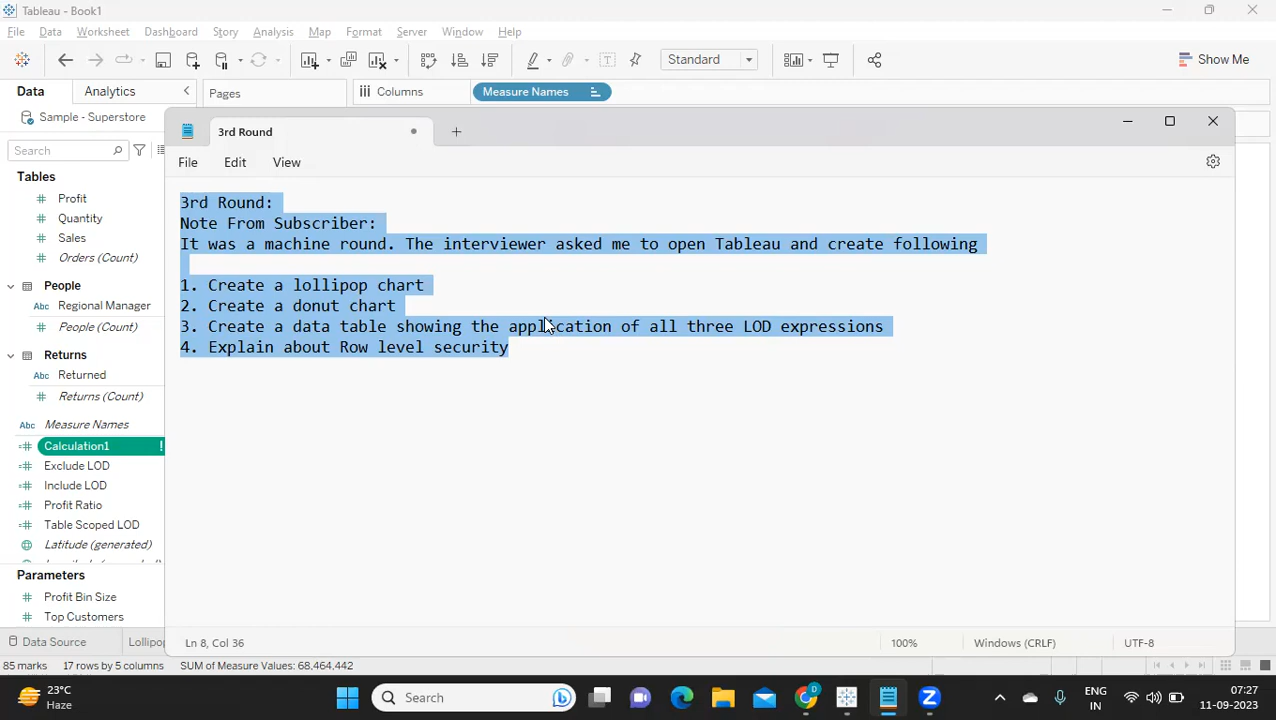 Tableau - Book1
File Data Worksheet Dashboard Story Analysis Map Format Server Window Help
Standard
Show Me
Data Analytics
Pages
Columns
Measure Names
Sample - Superstore
Search
Tables
Profit
Quantity
Sales
Orders (Count)
People
Abc Regional Manager
People (Count)
Returns
Abc Returned
Returns (Count)
Abc Measure Names
Calculation1 !
Exclude LOD
Include LOD
Profit Ratio
Table Scoped LOD
Latitude (generated)
Parameters
Profit Bin Size
Top Customers
Data Source
Lollipop
85 marks 17 rows by 5 columns SUM of Measure Values: 68,464,442
3rd Round
File Edit View
3rd Round:
Note From Subscriber:
It was a machine round. The interviewer asked me to open Tableau and create following
1. Create a lollipop chart
2. Create a donut chart
3. Create a data table showing the application of all three LOD expressions
4. Explain about Row level security
Ln 8, Col 36 100% Windows (CRLF) UTF-8
23°C
Haze
Search
ENG
IN
07:27
11-09-2023